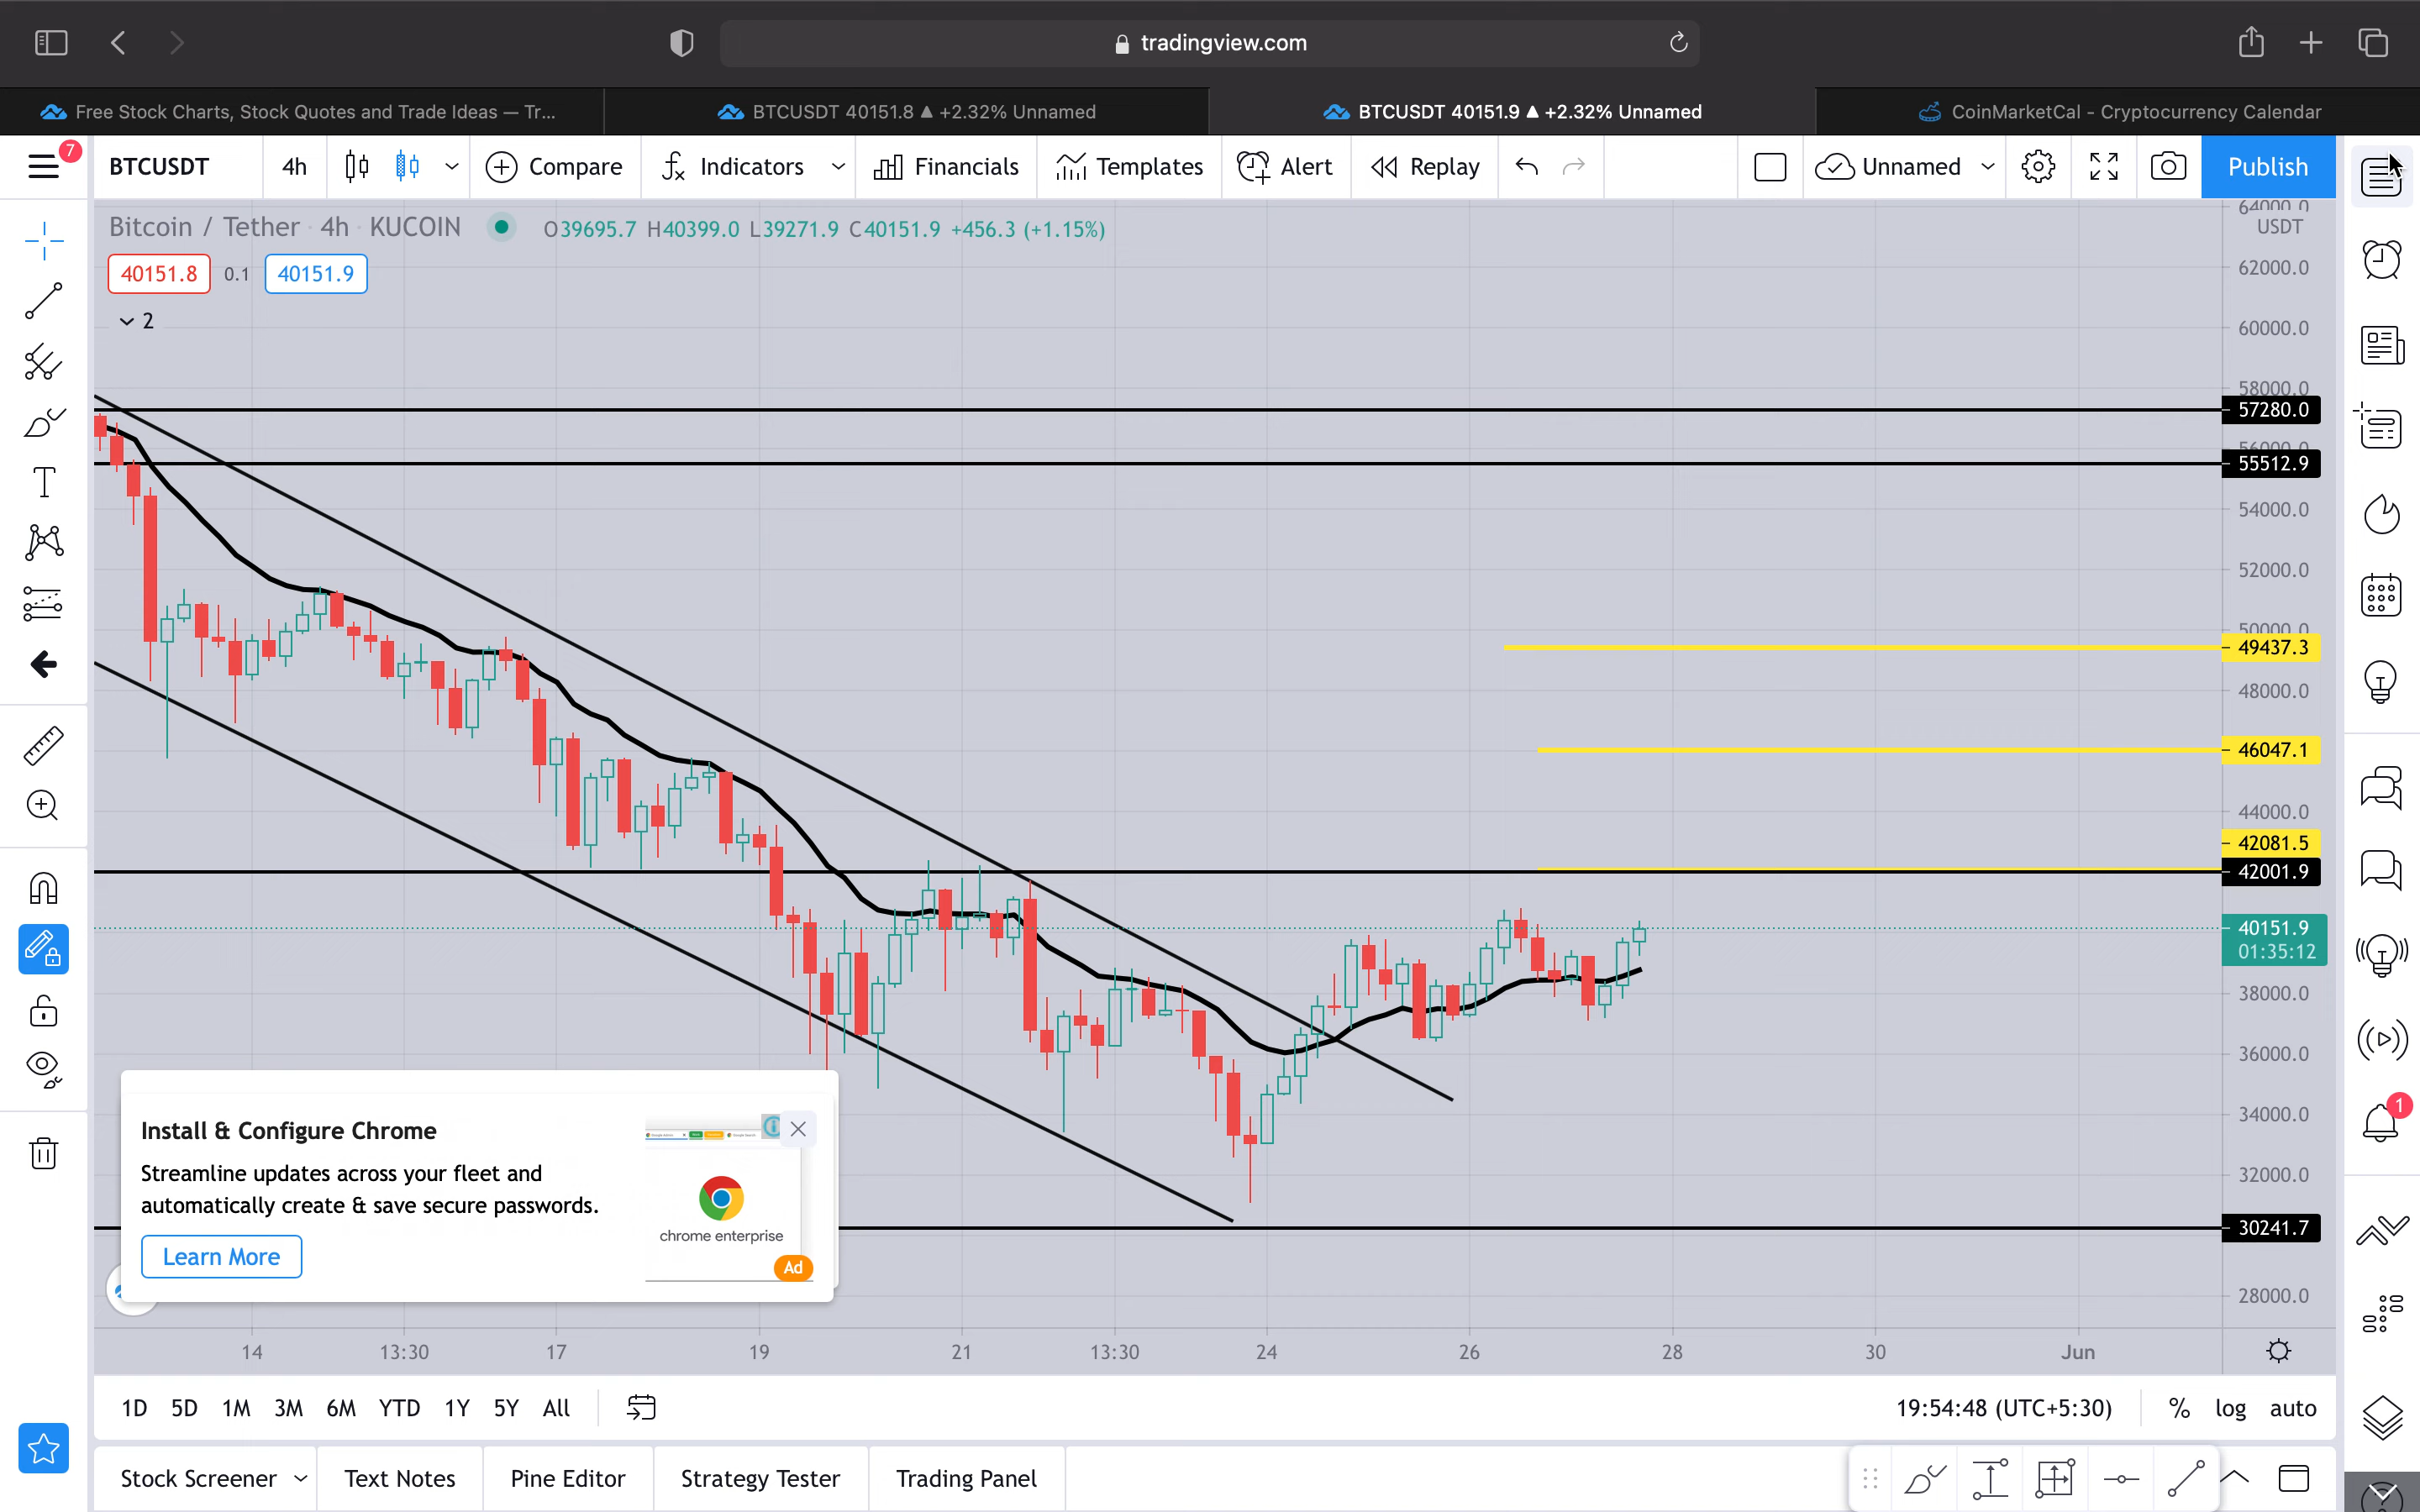 tradingview.com
Free Stock Charts, Stock Quotes and Trade Ideas — Tr...
BTCUSDT 40151.8 ▲ +2.32% Unnamed
BTCUSDT 40151.9 ▲ +2.32% Unnamed
CoinMarketCal - Cryptocurrency Calendar
7
BTCUSDT
4h
Compare
Indicators
Financials
Templates
Alert
Replay
Unnamed
Publish
Bitcoin / Tether · 4h · KUCOIN
O39695.7 H40399.0 L39271.9 C40151.9 +456.3 (+1.15%)
40151.8 0.1 40151.9
2
64000.0
USDT
62000.0
60000.0
58000.0
57280.0
56000.0
55512.9
54000.0
52000.0
50000.0
49437.3
48000.0
46047.1
44000.0
42081.5
42001.9
40151.9
01:35:12
38000.0
36000.0
34000.0
32000.0
30241.7
28000.0
1
Install & Configure Chrome
Streamline updates across your fleet and
automatically create & save secure passwords.
Learn More
chrome enterprise
Ad
14 13:30 17 19 21 13:30 24 26 28 30 Jun
1D 5D 1M 3M 6M YTD 1Y 5Y All
19:54:48 (UTC+5:30)
% log auto
Stock Screener
Text Notes
Pine Editor
Strategy Tester
Trading Panel